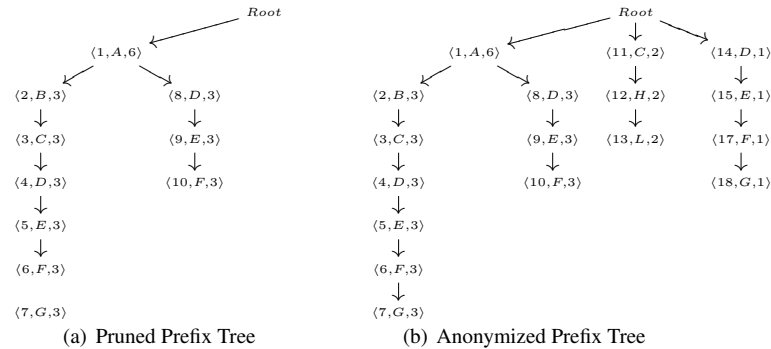 Root Root
⟨1,A,6⟩ ⟨1,A,6⟩ ⟨11,C,2⟩ ⟨14,D,1⟩
⟨2,B,3⟩ ⟨8,D,3⟩ ⟨2,B,3⟩ ⟨8,D,3⟩ ⟨12,H,2⟩ ⟨15,E,1⟩
⟨3,C,3⟩ ⟨9,E,3⟩ ⟨3,C,3⟩ ⟨9,E,3⟩ ⟨13,L,2⟩ ⟨17,F,1⟩
⟨4,D,3⟩ ⟨10,F,3⟩ ⟨4,D,3⟩ ⟨10,F,3⟩ ⟨18,G,1⟩
⟨5,E,3⟩ ⟨5,E,3⟩
⟨6,F,3⟩ ⟨6,F,3⟩
⟨7,G,3⟩ ⟨7,G,3⟩
(a) Pruned Prefix Tree (b) Anonymized Prefix Tree